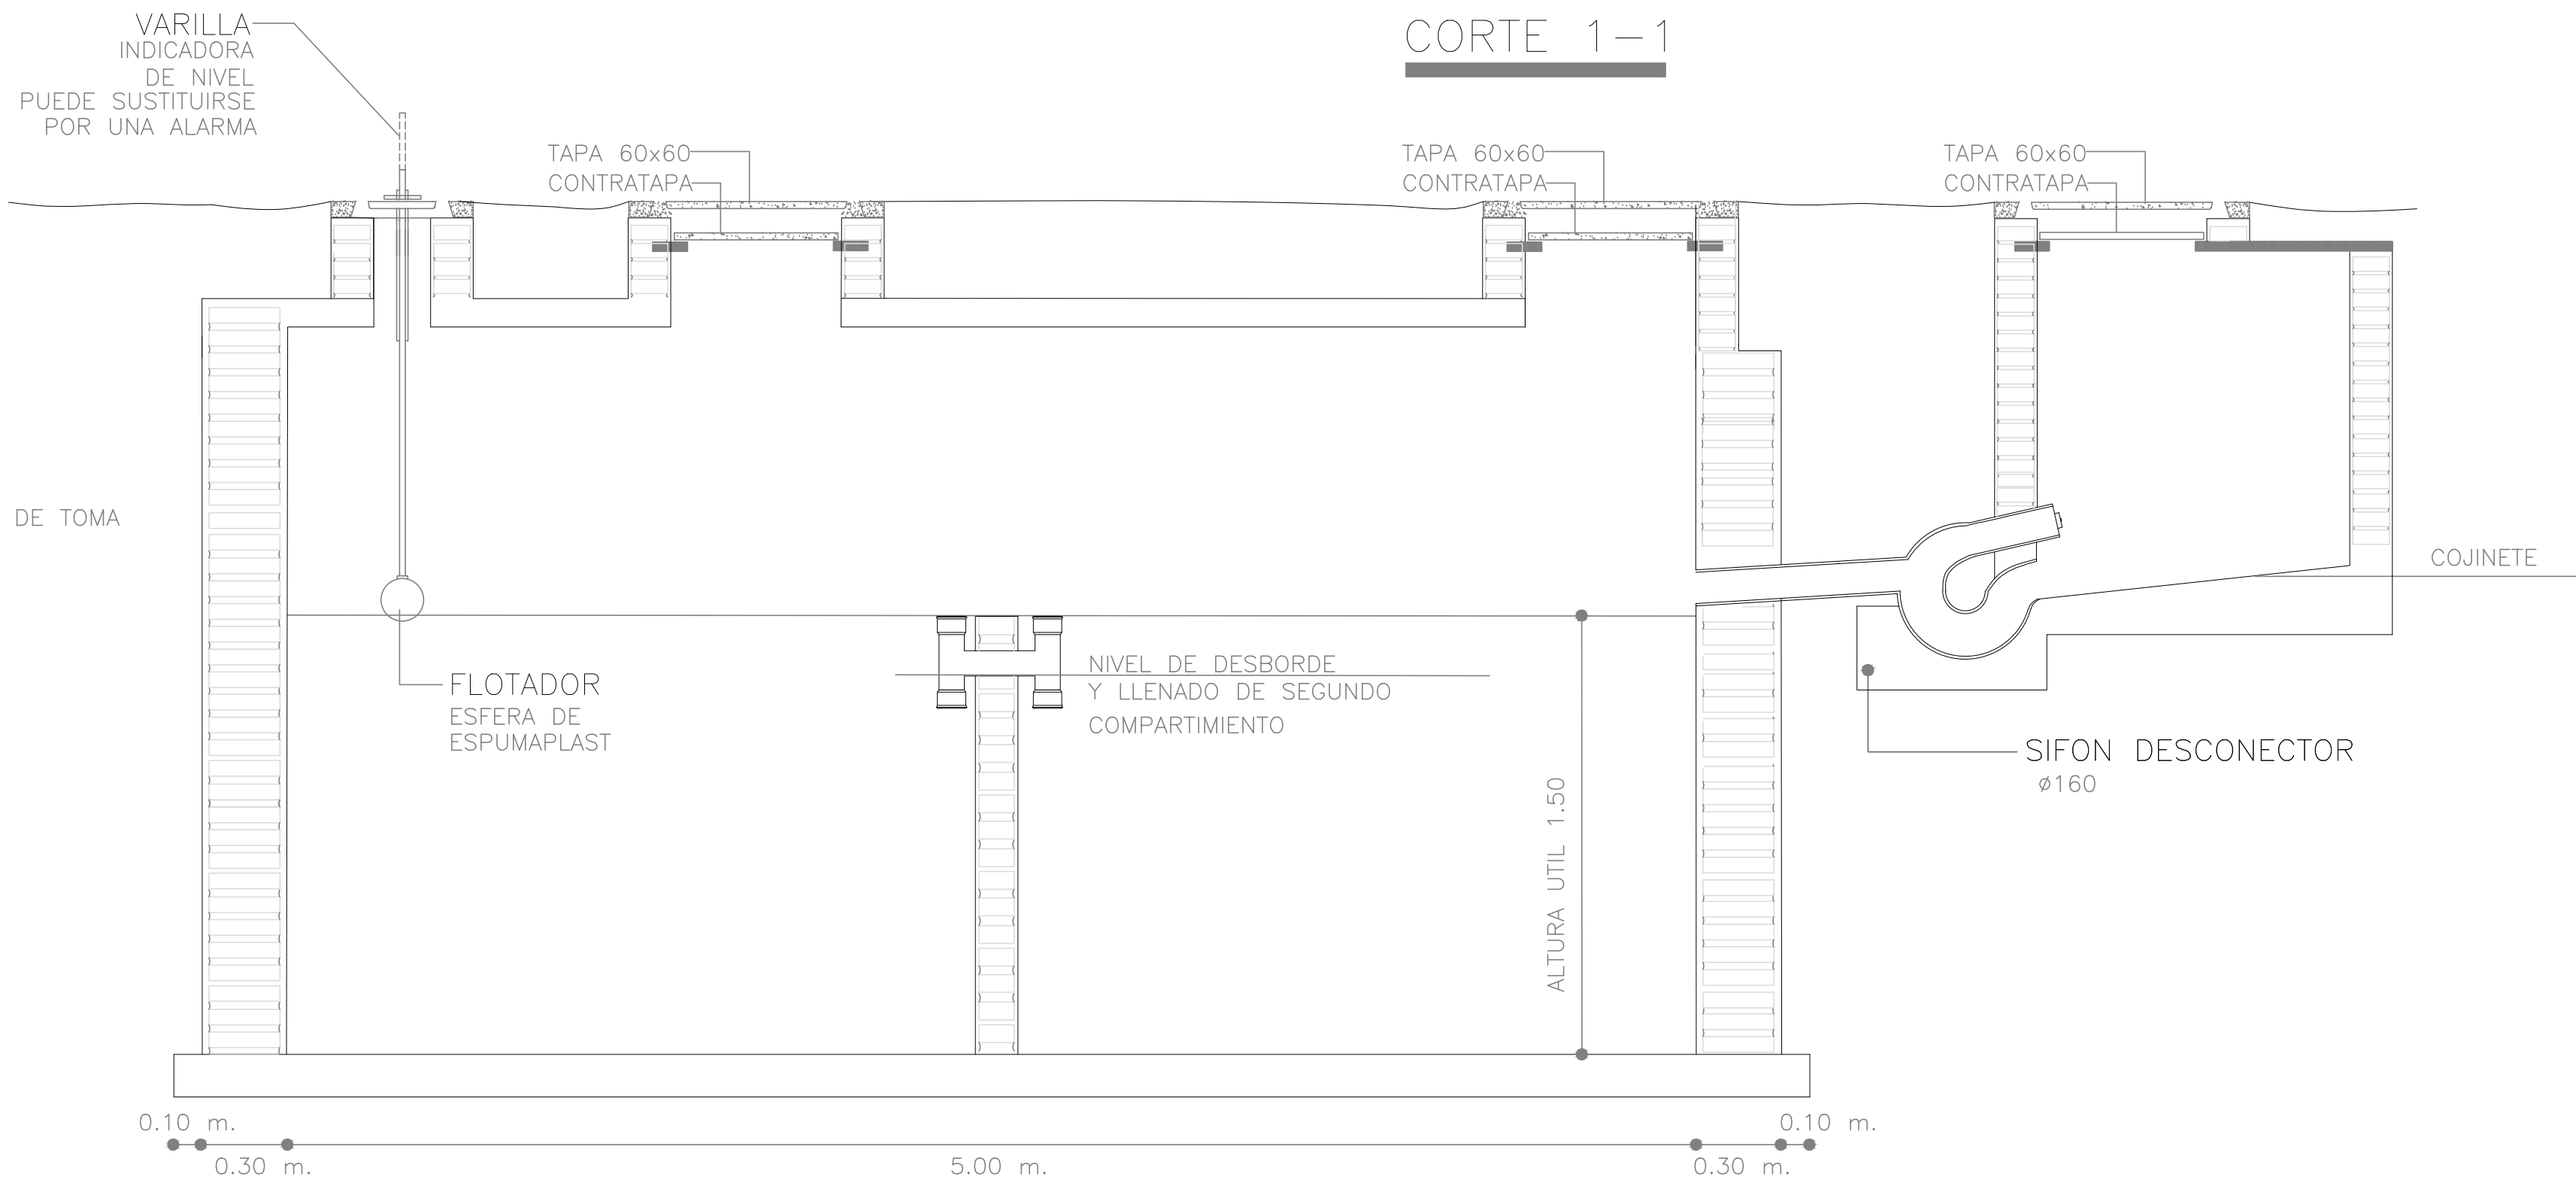 CORTE 1-1
VARILLA
INDICADORA
DE NIVEL
PUEDE SUSTITUIRSE
POR UNA ALARMA
TAPA 60x60
CONTRATAPA
TAPA 60x60
CONTRATAPA
TAPA 60x60
CONTRATAPA
DE TOMA
COJINETE
FLOTADOR
ESFERA DE
ESPUMAPLAST
NIVEL DE DESBORDE
Y LLENADO DE SEGUNDO
COMPARTIMIENTO
ALTURA UTIL 1.50
SIFON DESCONECTOR
ø160
0.10 m.
0.30 m.
5.00 m.
0.30 m.
0.10 m.